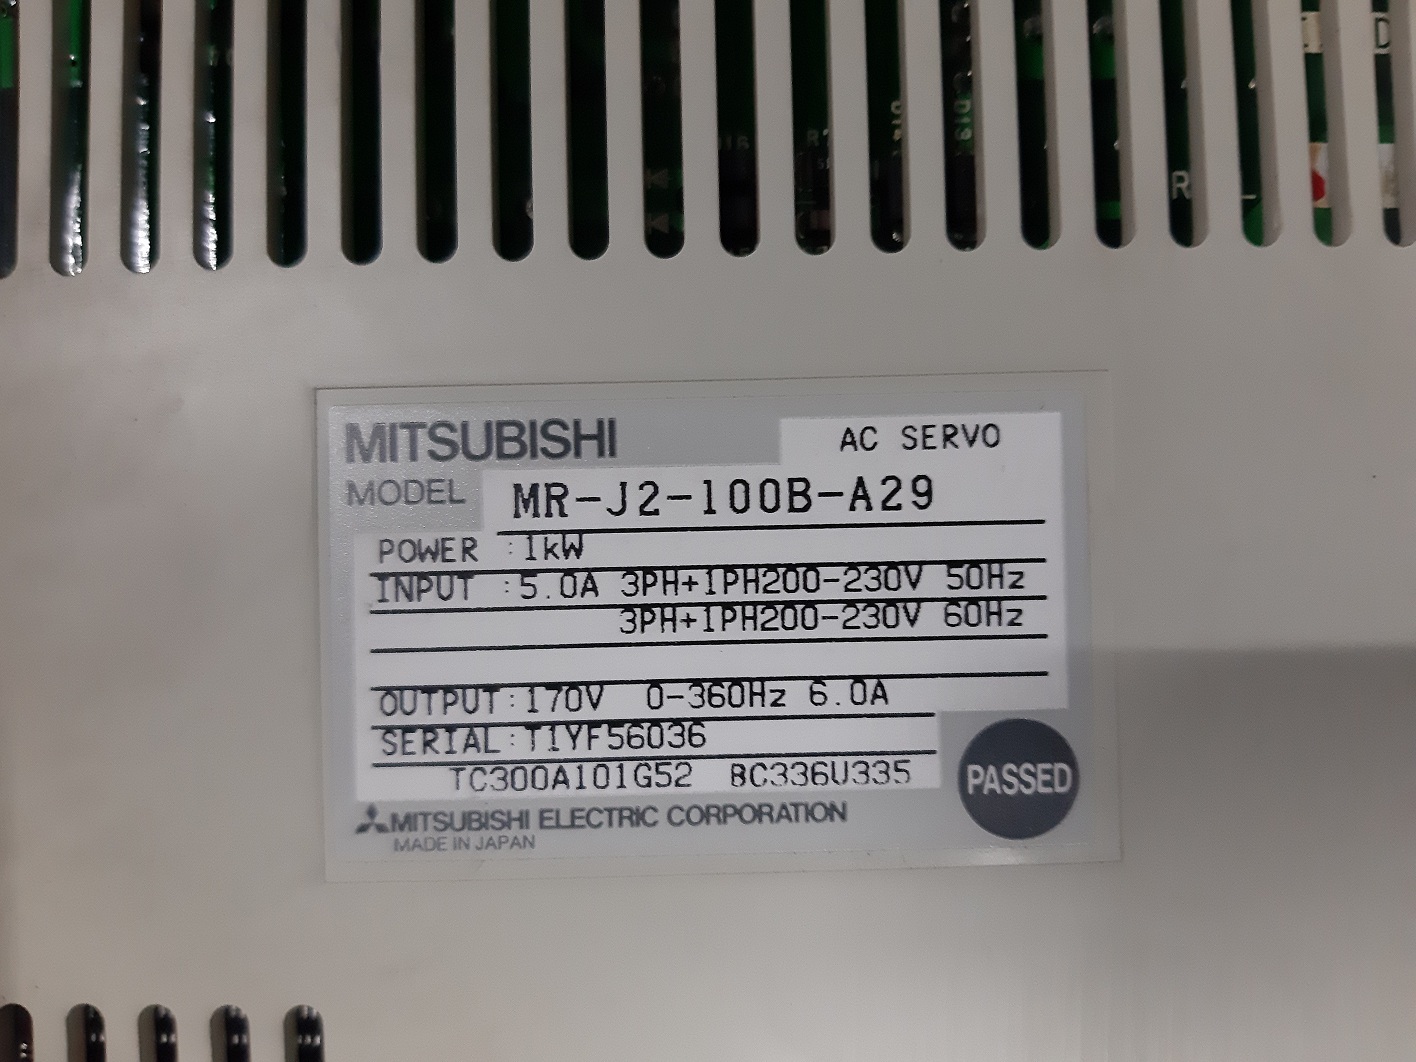 D
D14
D19
R
MITSUBISHI
AC SERVO
MODEL MR-J2-100B-A29
POWER : 1kW
INPUT : 5.0A 3PH+1PH200-230V 50Hz
3PH+1PH200-230V 60Hz
OUTPUT : 170V 0-360Hz 6.0A
SERIAL : T1YF56036
TC300A101G52 BC336U335
PASSED
MITSUBISHI ELECTRIC CORPORATION
MADE IN JAPAN